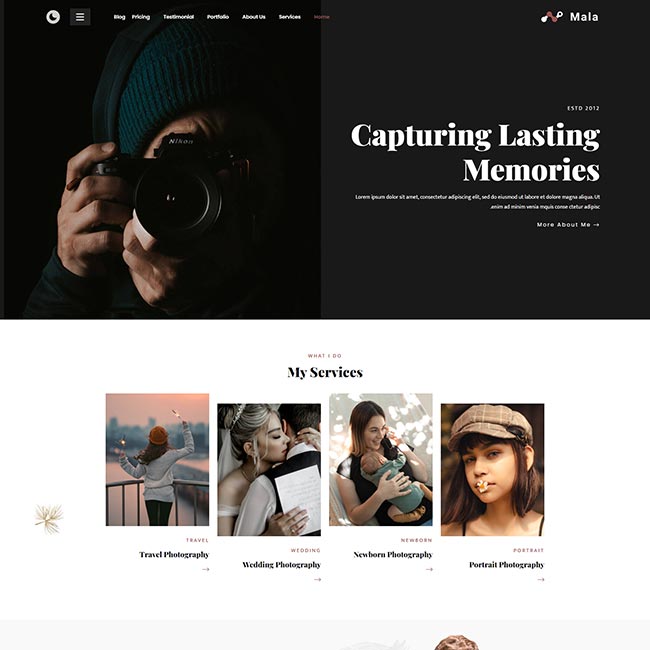 Blog Pricing Testimonial Portfolio About Us Services Home
Mala
Nikon
ESTD 2012
Capturing Lasting
Memories
Lorem ipsum dolor sit amet, consectetur adipiscing elit, sed do eiusmod ut labore et dolore magna aliqua. Ut
.enim ad minim venia mquis conse ctetur adipisc
More About Me →
WHAT I DO
My Services
TRAVEL
Travel Photography
WEDDING
Wedding Photography
NEWBORN
Newborn Photography
PORTRAIT
Portrait Photography